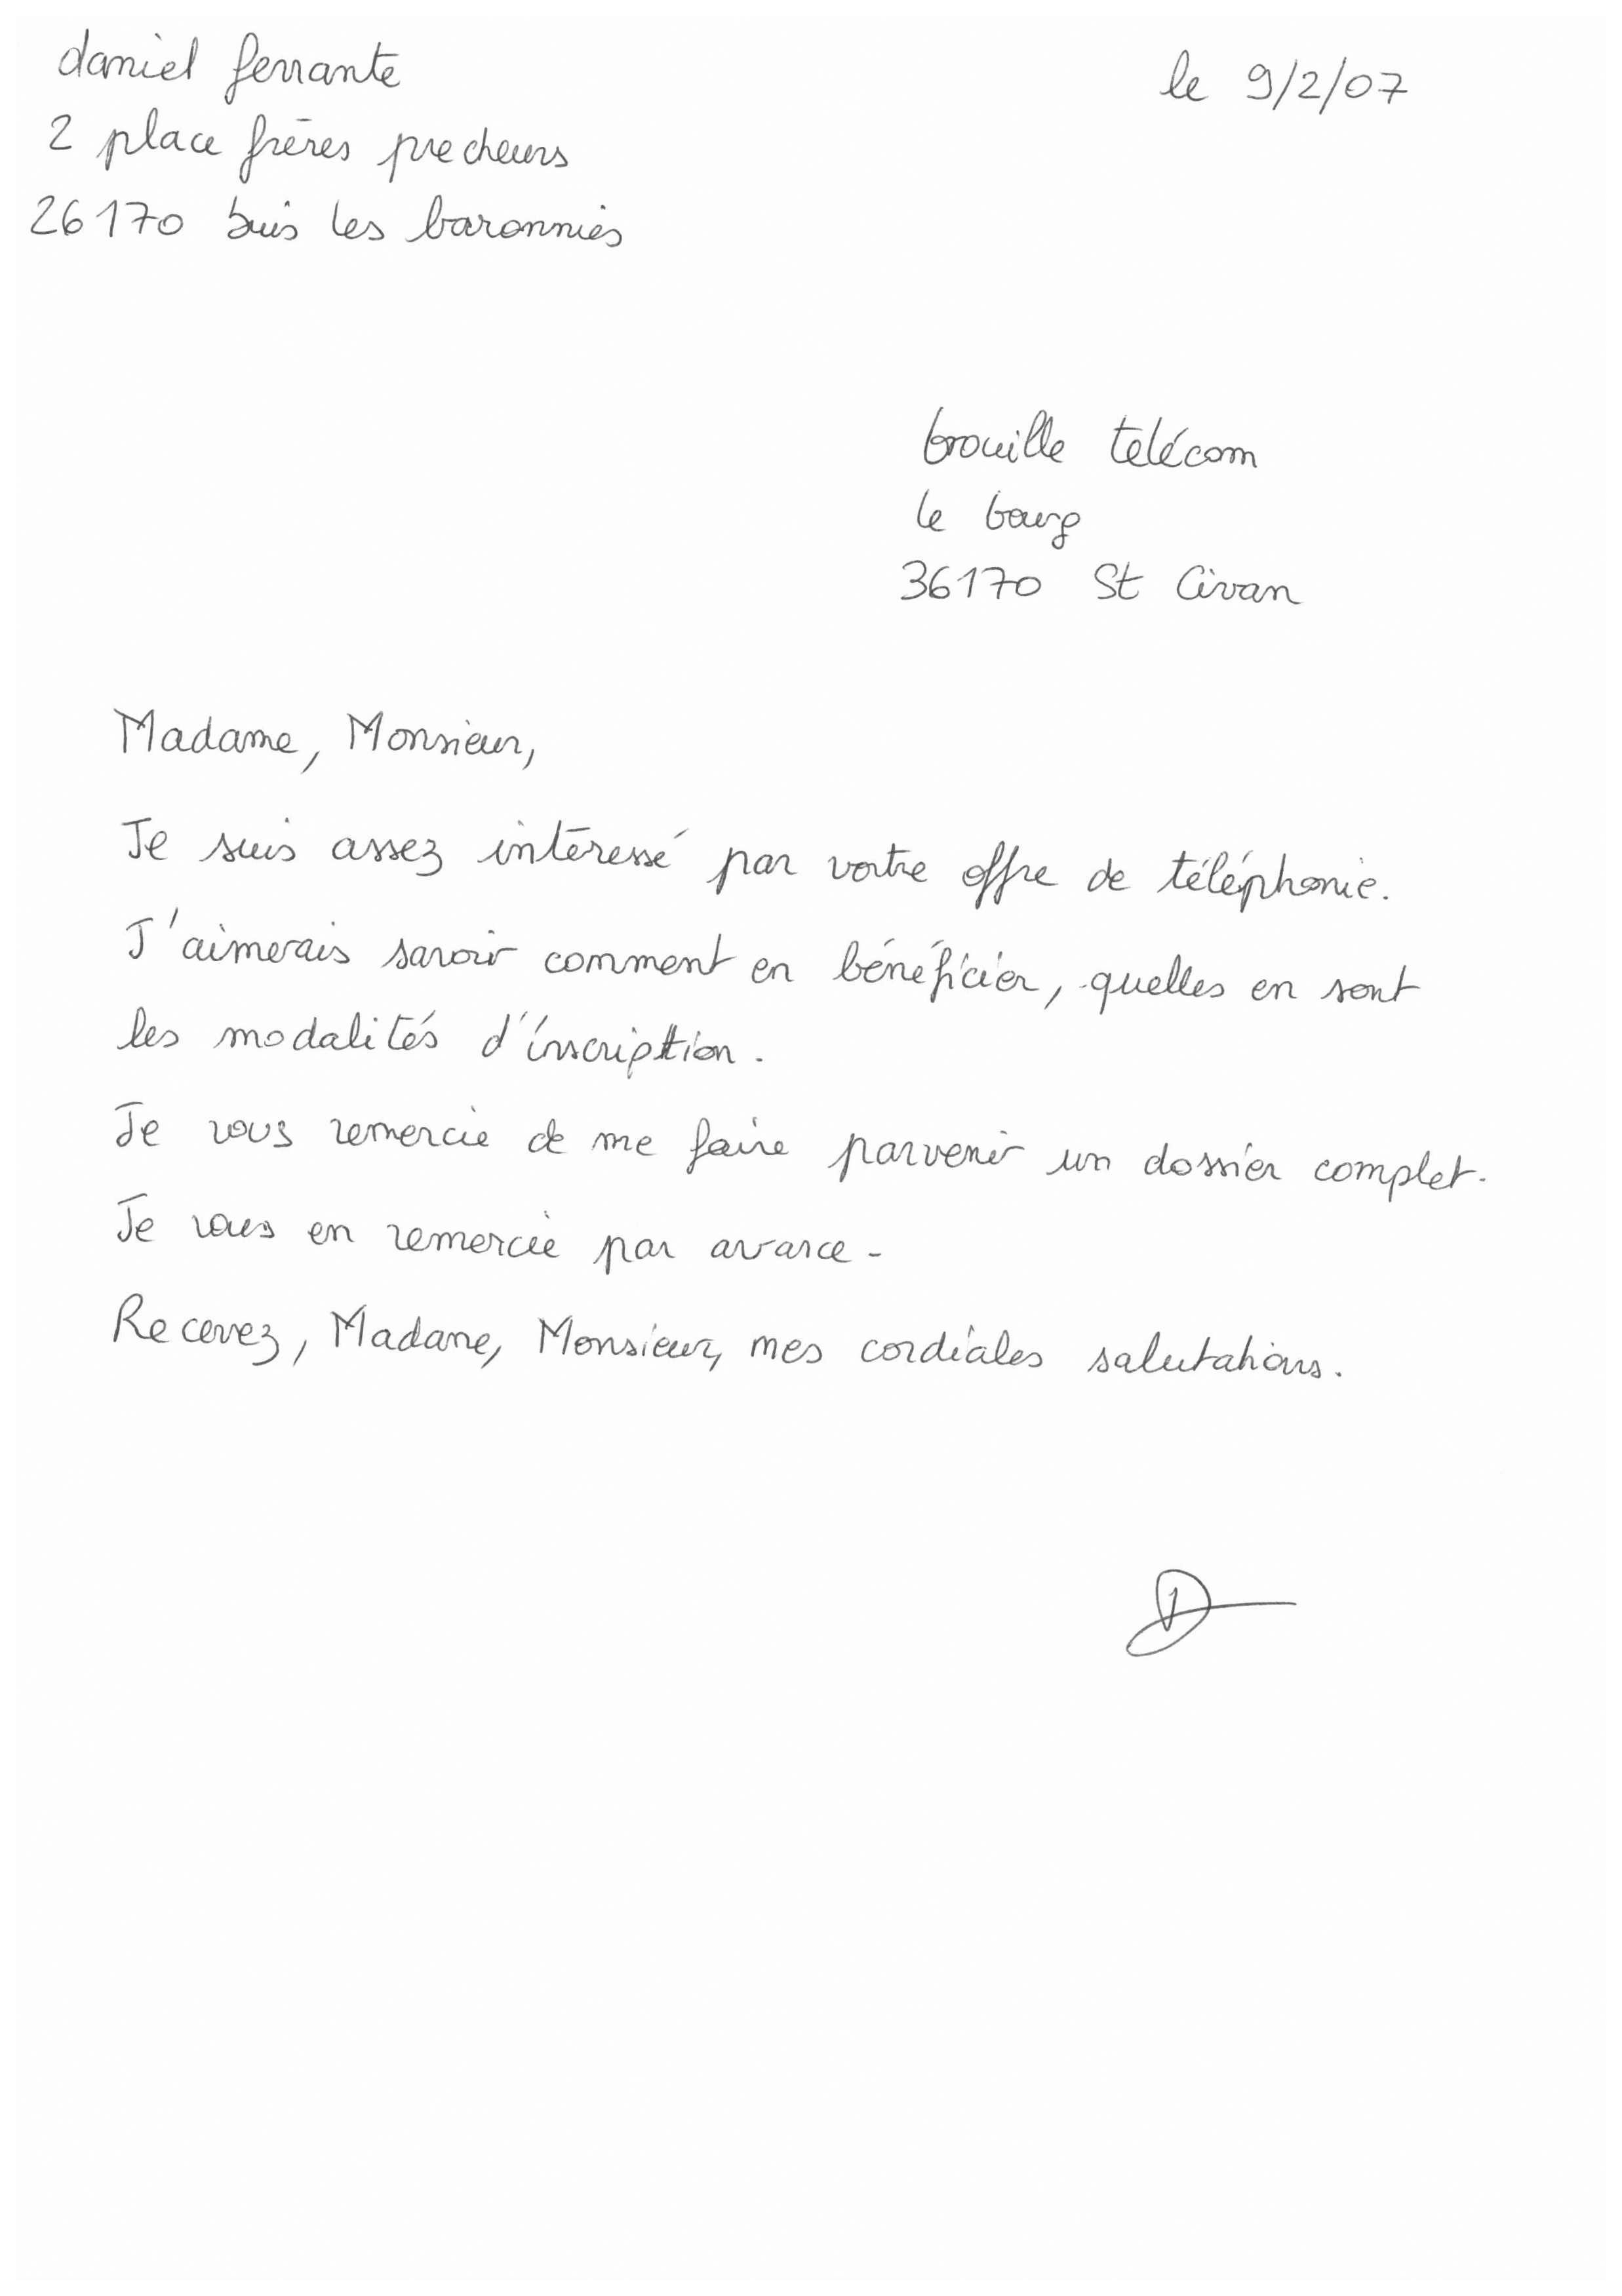 daniel ferrante
le 9/2/07
2 place frères precheurs
26170 buis les baronnies
brouille telécom
le bourg
36170 St Civan
Madame, Monsieur,
Je suis assez intéressé par vortre offre de téléphonie.
J'aimerais savoir comment en bénéficier, quelles en sont
les modalités d'inscription.
Je vous remercie de me faire parvenir un dossier complet.
Je vous en remercie par avance.
Recevez, Madame, Monsieur, mes cordiales salutations.